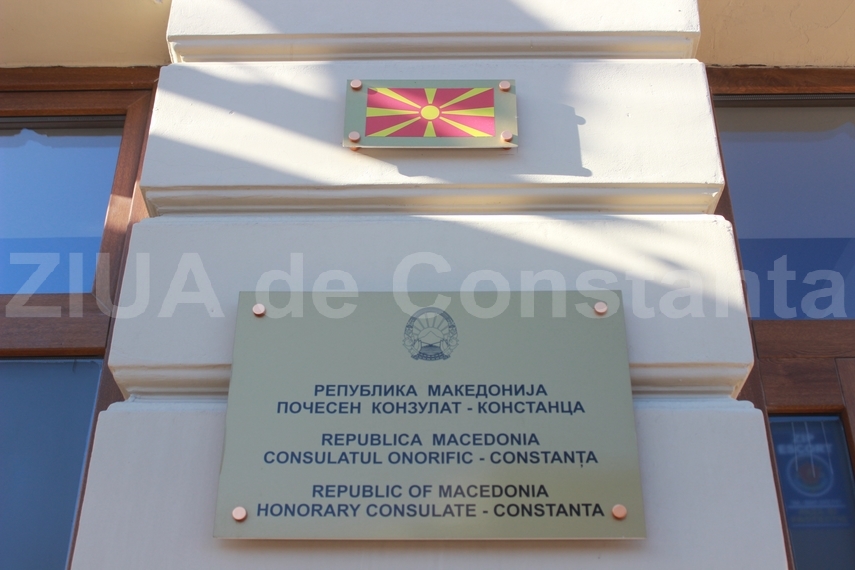 ZIUA de Constanta
РЕПУБЛИКА МАКЕДОНИЈА
ПОЧЕСЕН КОНЗУЛАТ - КОНСТАНЦА
REPUBLICA MACEDONIA
CONSULATUL ONORIFIC - CONSTANȚA
REPUBLIC OF MACEDONIA
HONORARY CONSULATE - CONSTANTA